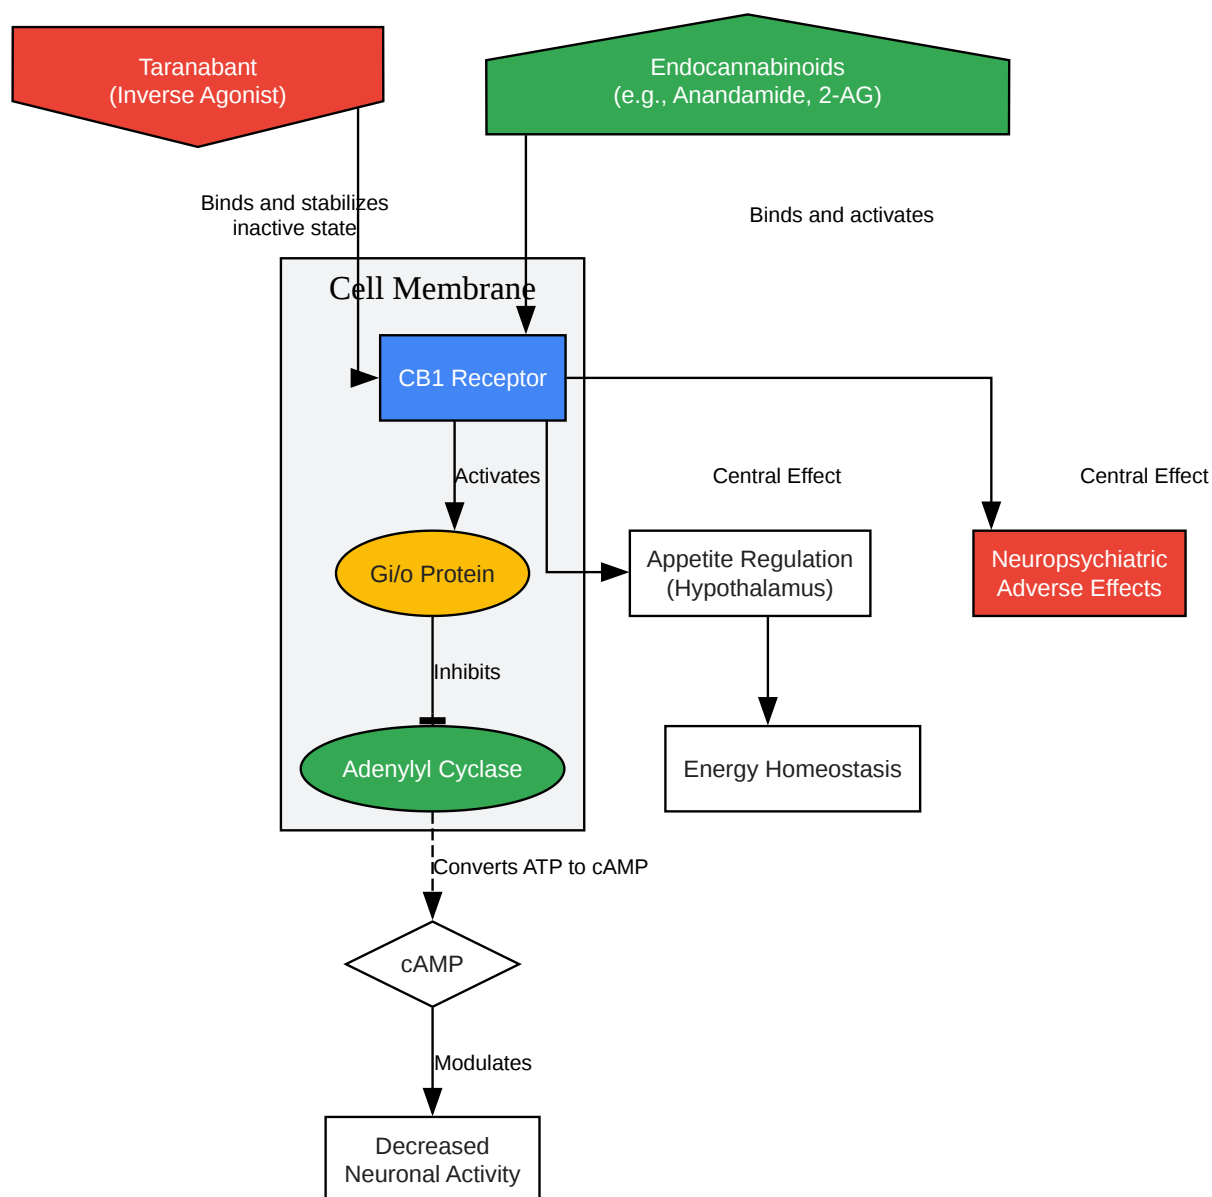 Taranabant
(Inverse Agonist)
Endocannabinoids
(e.g., Anandamide, 2-AG)
Binds and stabilizes
inactive state
Binds and activates
Cell Membrane
CB1 Receptor
Activates
Central Effect
Central Effect
Gi/o Protein
Appetite Regulation
(Hypothalamus)
Neuropsychiatric
Adverse Effects
Inhibits
Adenylyl Cyclase
Energy Homeostasis
Converts ATP to cAMP
cAMP
Modulates
Decreased
Neuronal Activity